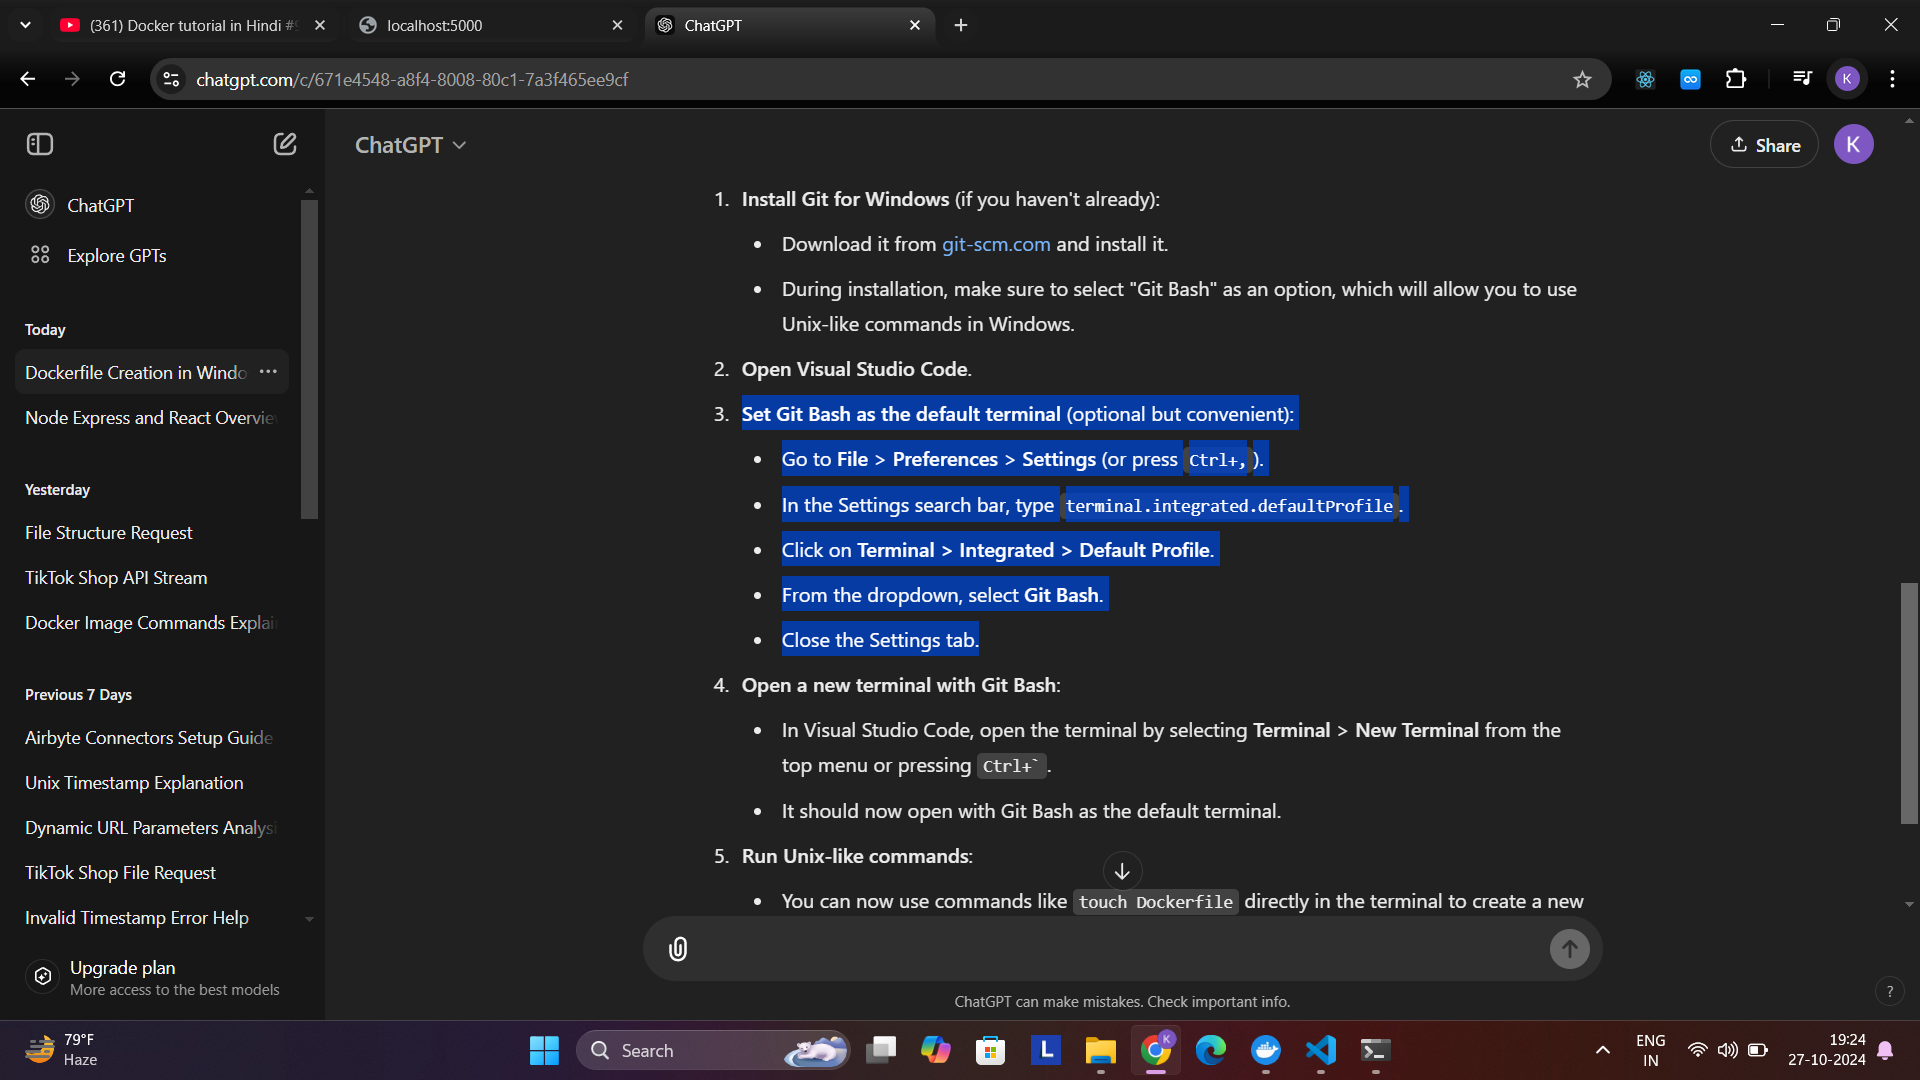 (361) Docker tutorial in Hindi #9
localhost:5000
ChatGPT
chatgpt.com/c/671e4548-a8f4-8008-80c1-7a3f465ee9cf
K
ChatGPT
Share
K
ChatGPT
Explore GPTs
Today
Dockerfile Creation in Windo
Node Express and React Overvie
Yesterday
File Structure Request
TikTok Shop API Stream
Docker Image Commands Explai
Previous 7 Days
Airbyte Connectors Setup Guide
Unix Timestamp Explanation
Dynamic URL Parameters Analysi
TikTok Shop File Request
Invalid Timestamp Error Help
Upgrade plan
More access to the best models
1. Install Git for Windows (if you haven't already):
• Download it from git-scm.com and install it.
• During installation, make sure to select "Git Bash" as an option, which will allow you to use
Unix-like commands in Windows.
2. Open Visual Studio Code.
3. Set Git Bash as the default terminal (optional but convenient):
• Go to File > Preferences > Settings (or press Ctrl+, ).
• In the Settings search bar, type terminal.integrated.defaultProfile .
• Click on Terminal > Integrated > Default Profile.
• From the dropdown, select Git Bash.
• Close the Settings tab.
4. Open a new terminal with Git Bash:
• In Visual Studio Code, open the terminal by selecting Terminal > New Terminal from the
top menu or pressing Ctrl+` .
• It should now open with Git Bash as the default terminal.
5. Run Unix-like commands:
• You can now use commands like touch Dockerfile directly in the terminal to create a new
ChatGPT can make mistakes. Check important info.
?
79°F
Haze
Search
L
K
ENG
IN
19:24
27-10-2024